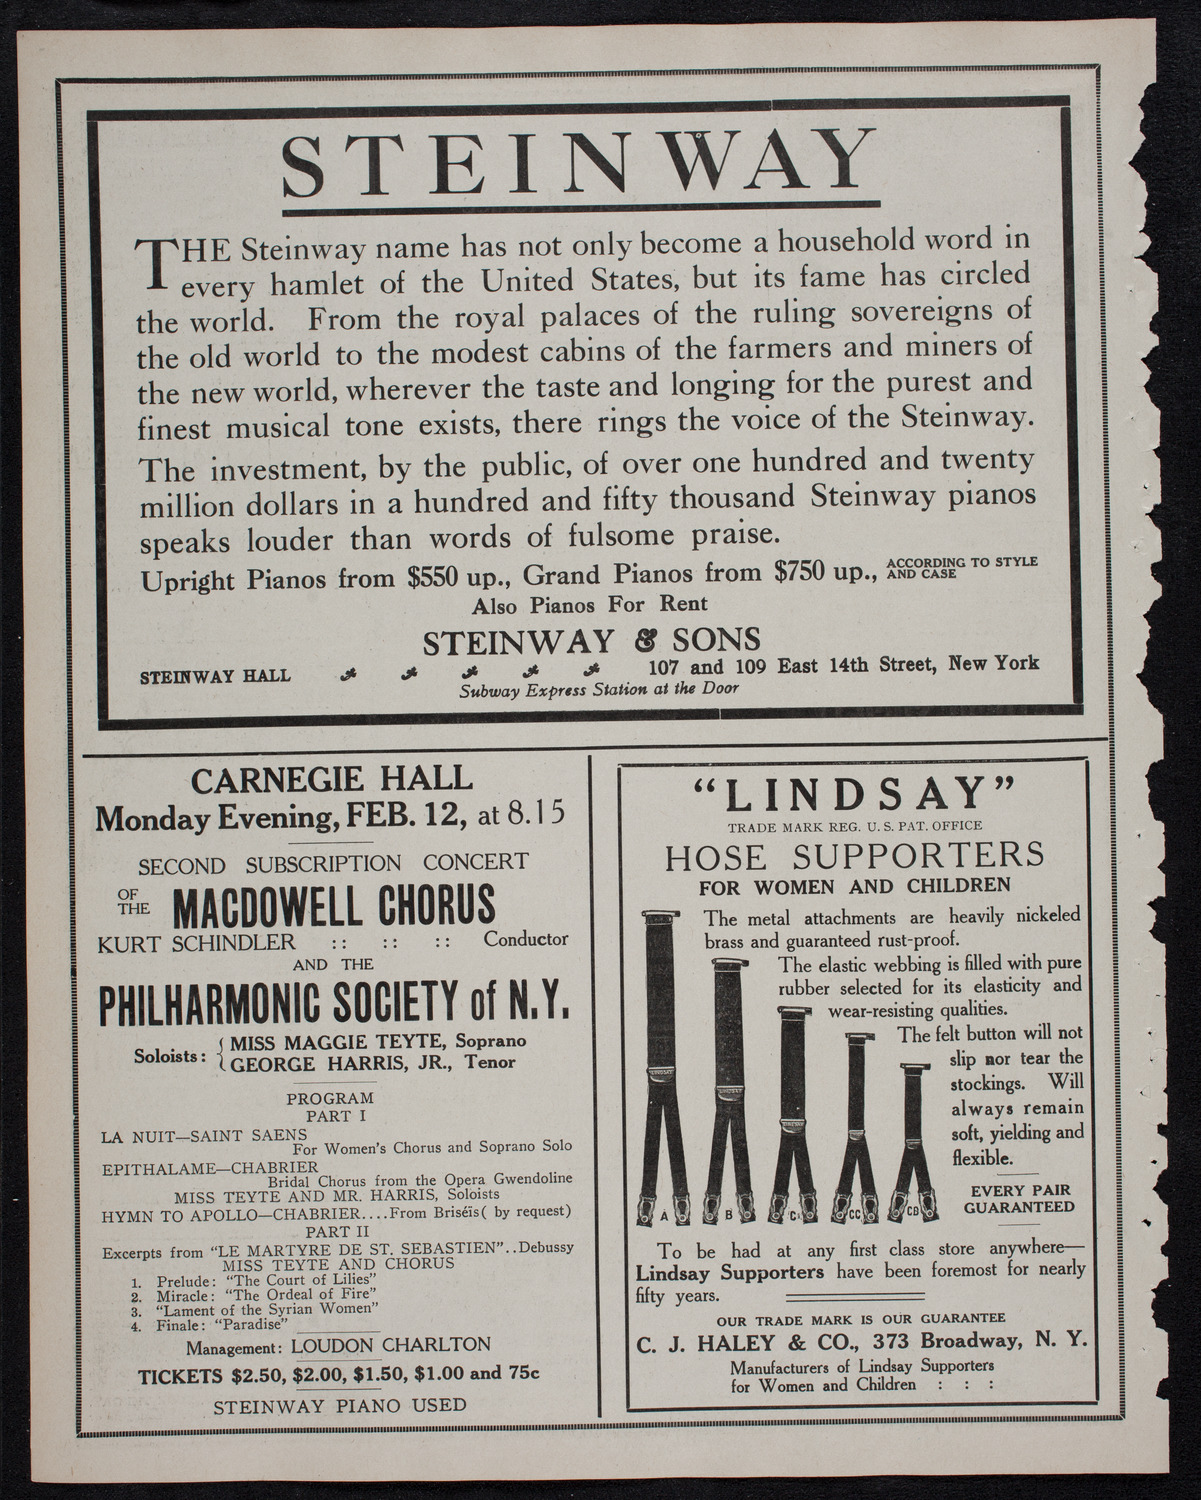 STEINWAY
THE Steinway name has not only become a household word in
every hamlet of the United States, but its fame has circled
the world. From the royal palaces of the ruling sovereigns of
the old world to the modest cabins of the farmers and miners of
the new world, wherever the taste and longing for the purest and
finest musical tone exists, there rings the voice of the Steinway.
The investment, by the public, of over one hundred and twenty
million dollars in a hundred and fifty thousand Steinway pianos
speaks louder than words of fulsome praise.
Upright Pianos from $550 up., Grand Pianos from $750 up., ACCORDING TO STYLE AND CASE
Also Pianos For Rent
STEINWAY & SONS
STEINWAY HALL 107 and 109 East 14th Street, New York
Subway Express Station at the Door
CARNEGIE HALL
Monday Evening, FEB. 12, at 8.15
SECOND SUBSCRIPTION CONCERT
OF THE MACDOWELL CHORUS
KURT SCHINDLER :: :: :: Conductor
AND THE
PHILHARMONIC SOCIETY of N.Y.
Soloists: { MISS MAGGIE TEYTE, Soprano
GEORGE HARRIS, JR., Tenor
PROGRAM
PART I
LA NUIT—SAINT SAENS
For Women's Chorus and Soprano Solo
EPITHALAME—CHABRIER
Bridal Chorus from the Opera Gwendoline
MISS TEYTE AND MR. HARRIS, Soloists
HYMN TO APOLLO—CHABRIER....From Briséïs( by request)
PART II
Excerpts from "LE MARTYRE DE ST. SEBASTIEN"..Debussy
MISS TEYTE AND CHORUS
1. Prelude: "The Court of Lilies"
2. Miracle: "The Ordeal of Fire"
3. "Lament of the Syrian Women"
4. Finale: "Paradise"
Management: LOUDON CHARLTON
TICKETS $2.50, $2.00, $1.50, $1.00 and 75c
STEINWAY PIANO USED
"LINDSAY"
TRADE MARK REG. U. S. PAT. OFFICE
HOSE SUPPORTERS
FOR WOMEN AND CHILDREN
The metal attachments are heavily nickeled
brass and guaranteed rust-proof.
The elastic webbing is filled with pure
rubber selected for its elasticity and
wear-resisting qualities.
The felt button will not
slip nor tear the
stockings. Will
always remain
soft, yielding and
flexible.
EVERY PAIR
GUARANTEED
LINDSAY
LINDSAY
A B C CC CB
To be had at any first class store anywhere—
Lindsay Supporters have been foremost for nearly
fifty years.
OUR TRADE MARK IS OUR GUARANTEE
C. J. HALEY & CO., 373 Broadway, N. Y.
Manufacturers of Lindsay Supporters
for Women and Children : : :